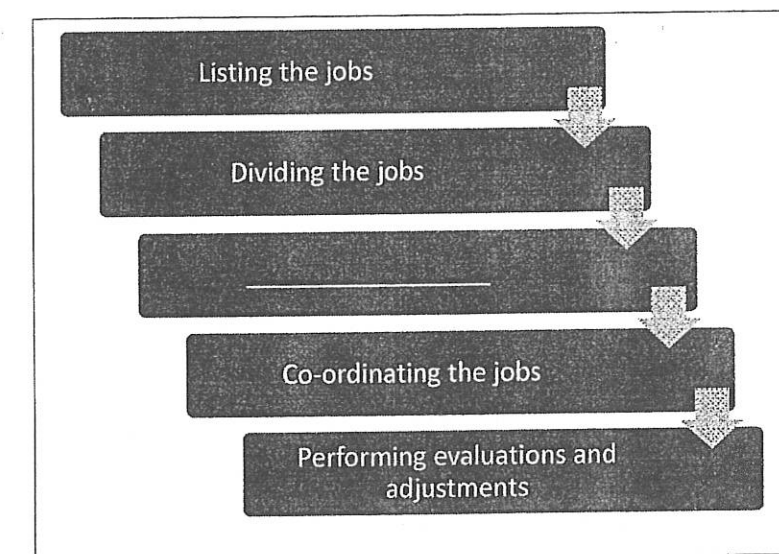 Listing the jobs
Dividing the jobs
Co-ordinating the jobs
Performing evaluations and
adjustments